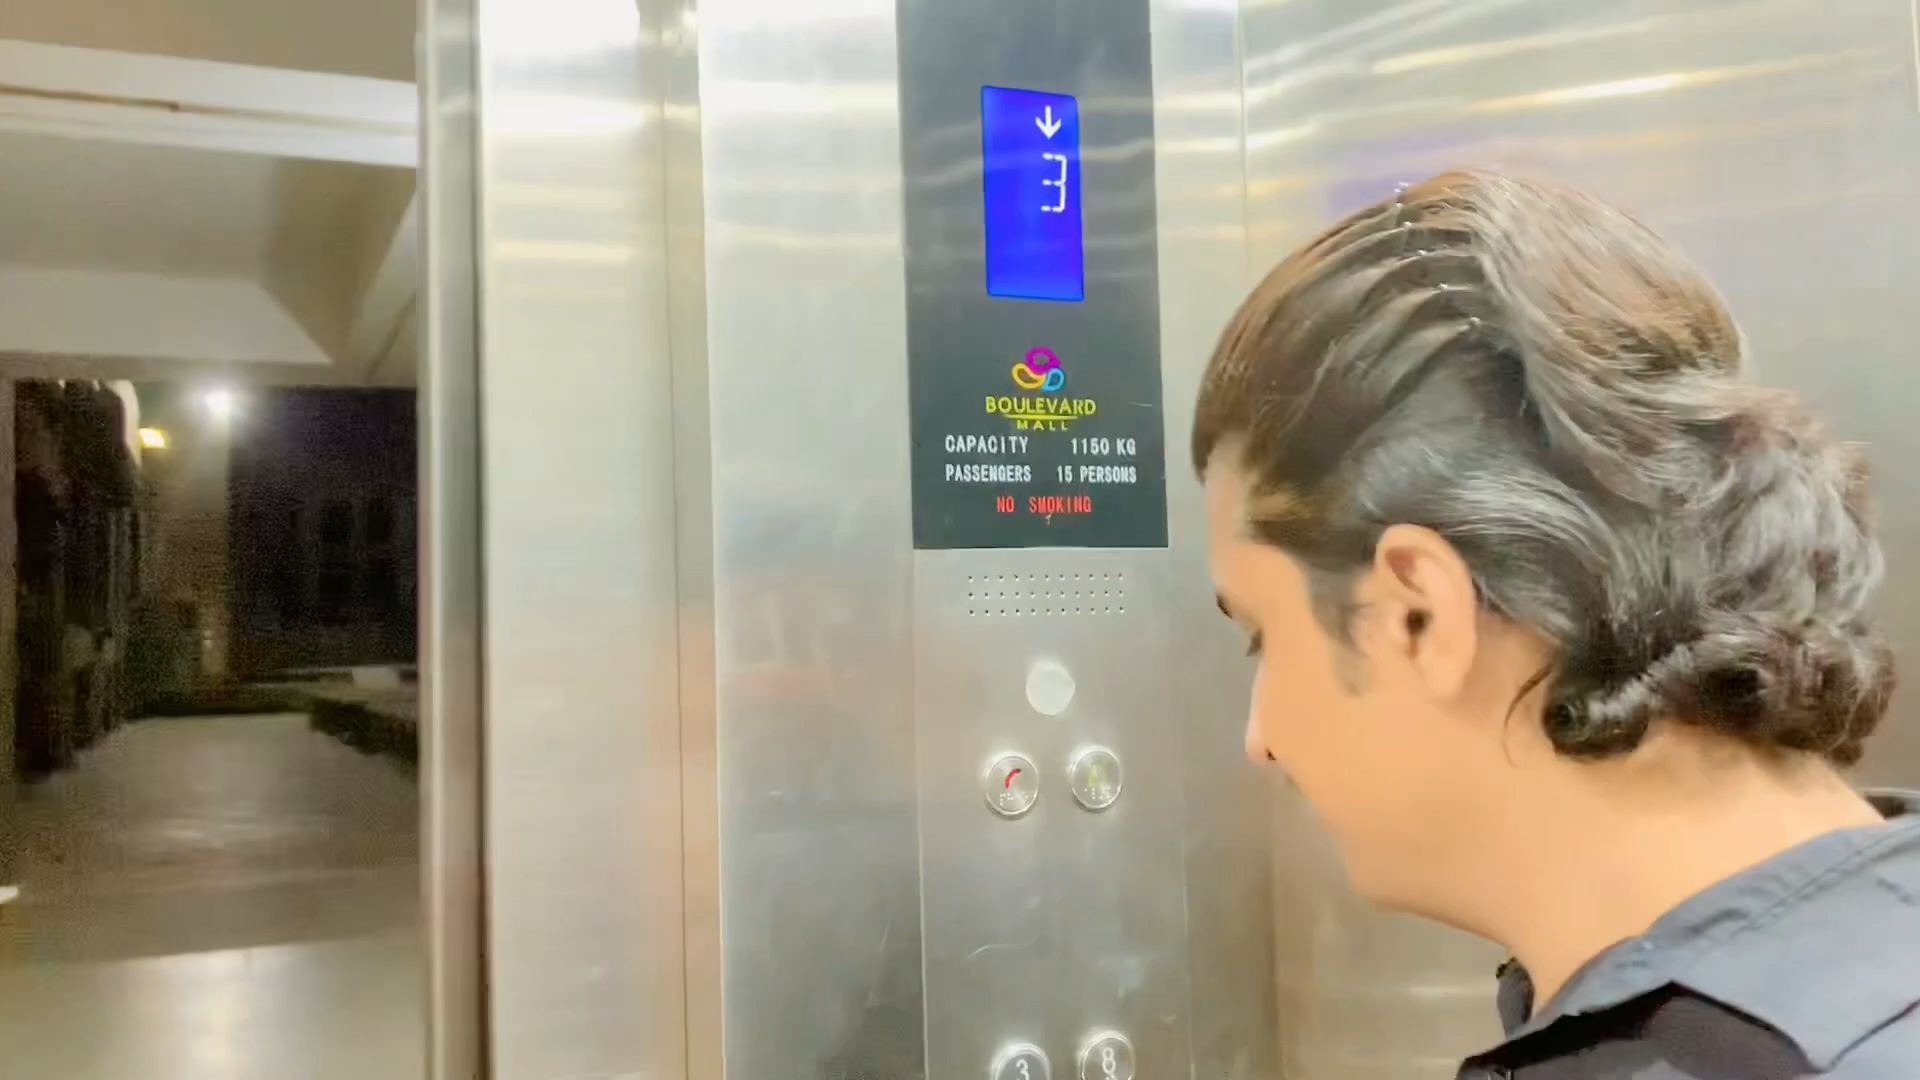 ↓
3
BOULEVARD
MALL
CAPACITY 1150 KG
PASSENGERS 15 PERSONS
NO SMOKING
3 8